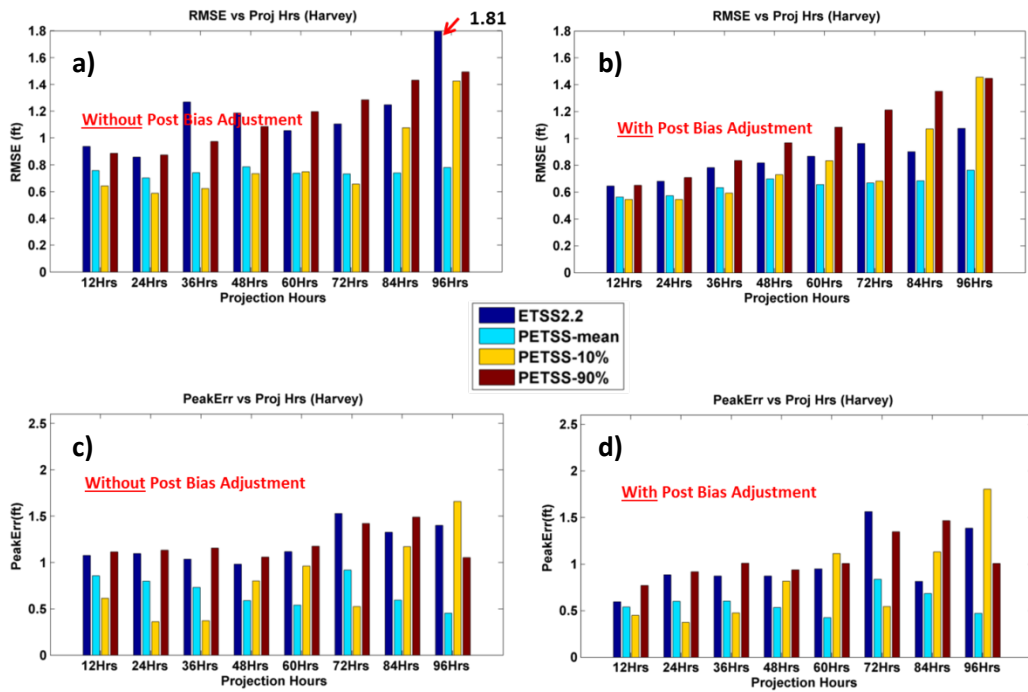 RMSE vs Proj Hrs (Harvey)
1.81
a)
Without Post Bias Adjustment
RMSE (ft)
1.8
1.6
1.4
1.2
1
0.8
0.6
0.4
0.2
0
12Hrs 24Hrs 36Hrs 48Hrs 60Hrs 72Hrs 84Hrs 96Hrs
Projection Hours
RMSE vs Proj Hrs (Harvey)
b)
With Post Bias Adjustment
RMSE (ft)
1.8
1.6
1.4
1.2
1
0.8
0.6
0.4
0.2
0
12Hrs 24Hrs 36Hrs 48Hrs 60Hrs 72Hrs 84Hrs 96Hrs
Projection Hours
ETSS2.2
PETSS-mean
PETSS-10%
PETSS-90%
PeakErr vs Proj Hrs (Harvey)
c)
Without Post Bias Adjustment
PeakErr(ft)
2.5
2
1.5
1
0.5
0
12Hrs 24Hrs 36Hrs 48Hrs 60Hrs 72Hrs 84Hrs 96Hrs
Projection Hours
PeakErr vs Proj Hrs (Harvey)
d)
With Post Bias Adjustment
PeakErr(ft)
2.5
2
1.5
1
0.5
0
12Hrs 24Hrs 36Hrs 48Hrs 60Hrs 72Hrs 84Hrs 96Hrs
Projection Hours